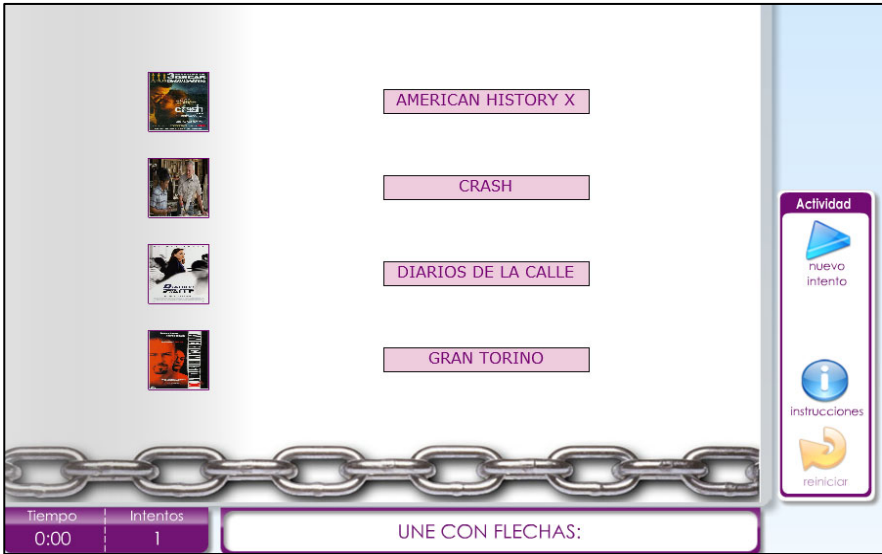 crash
AMERICAN HISTORY X
CRASH
DIARIOS DE LA CALLE
GRAN TORINO
Actividad
nuevo
intento
instrucciones
reiniciar
Tiempo
Intentos
0:00
1
UNE CON FLECHAS: